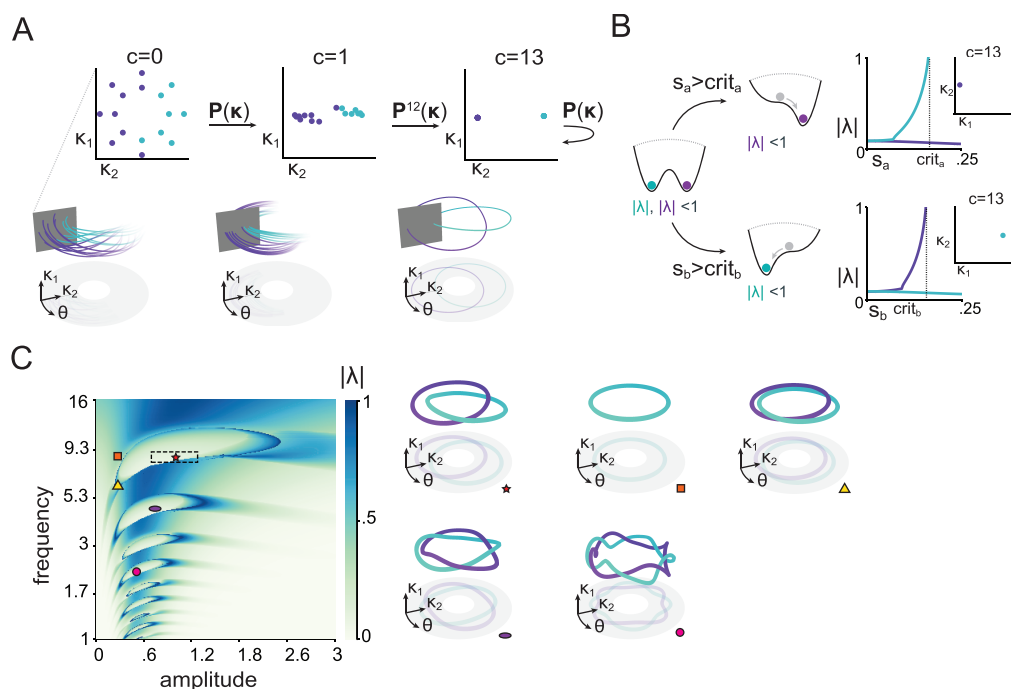 A
c=0
c=1
c=13
P(κ)
P¹²(κ)
P(κ)
κ₁
κ₂
κ₁
κ₂
κ₁
κ₂
κ₁
κ₂
θ
κ₁
κ₂
θ
κ₁
κ₂
θ
B
sₐ>critₐ
|λ| <1
|λ|, |λ| <1
s_b>crit_b
|λ| <1
1
|λ|
0
sₐ
critₐ
.25
c=13
κ₂
κ₁
1
|λ|
0
s_b
crit_b
.25
c=13
κ₂
κ₁
C
|λ|
16
9.3
5.3
3
1.7
1
frequency
0
.6
1.2
1.8
2.6
3
amplitude
1
.5
0
κ₁
κ₂
θ
κ₁
κ₂
θ
κ₁
κ₂
θ
κ₁
κ₂
θ
κ₁
κ₂
θ